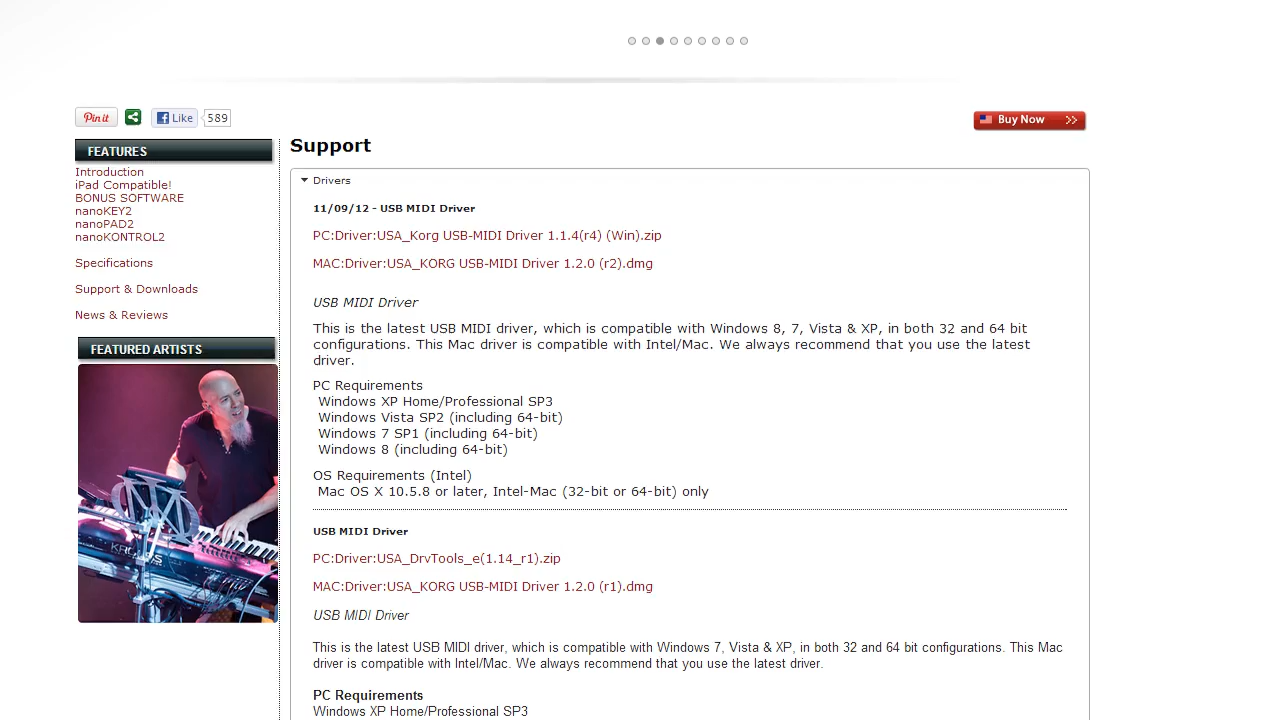 Pin it
Like
589
Buy Now >>
FEATURES
Introduction
iPad Compatible!
BONUS SOFTWARE
nanoKEY2
nanoPAD2
nanoKONTROL2
Specifications
Support & Downloads
News & Reviews
FEATURED ARTISTS
KRONOS
Support
Drivers
11/09/12 - USB MIDI Driver
PC:Driver:USA_Korg USB-MIDI Driver 1.1.4(r4) (Win).zip
MAC:Driver:USA_KORG USB-MIDI Driver 1.2.0 (r2).dmg
USB MIDI Driver
This is the latest USB MIDI driver, which is compatible with Windows 8, 7, Vista & XP, in both 32 and 64 bit
configurations. This Mac driver is compatible with Intel/Mac. We always recommend that you use the latest
driver.
PC Requirements
Windows XP Home/Professional SP3
Windows Vista SP2 (including 64-bit)
Windows 7 SP1 (including 64-bit)
Windows 8 (including 64-bit)
OS Requirements (Intel)
Mac OS X 10.5.8 or later, Intel-Mac (32-bit or 64-bit) only
USB MIDI Driver
PC:Driver:USA_DrvTools_e(1.14_r1).zip
MAC:Driver:USA_KORG USB-MIDI Driver 1.2.0 (r1).dmg
USB MIDI Driver
This is the latest USB MIDI driver, which is compatible with Windows 7, Vista & XP, in both 32 and 64 bit configurations. This Mac
driver is compatible with Intel/Mac. We always recommend that you use the latest driver.
PC Requirements
Windows XP Home/Professional SP3